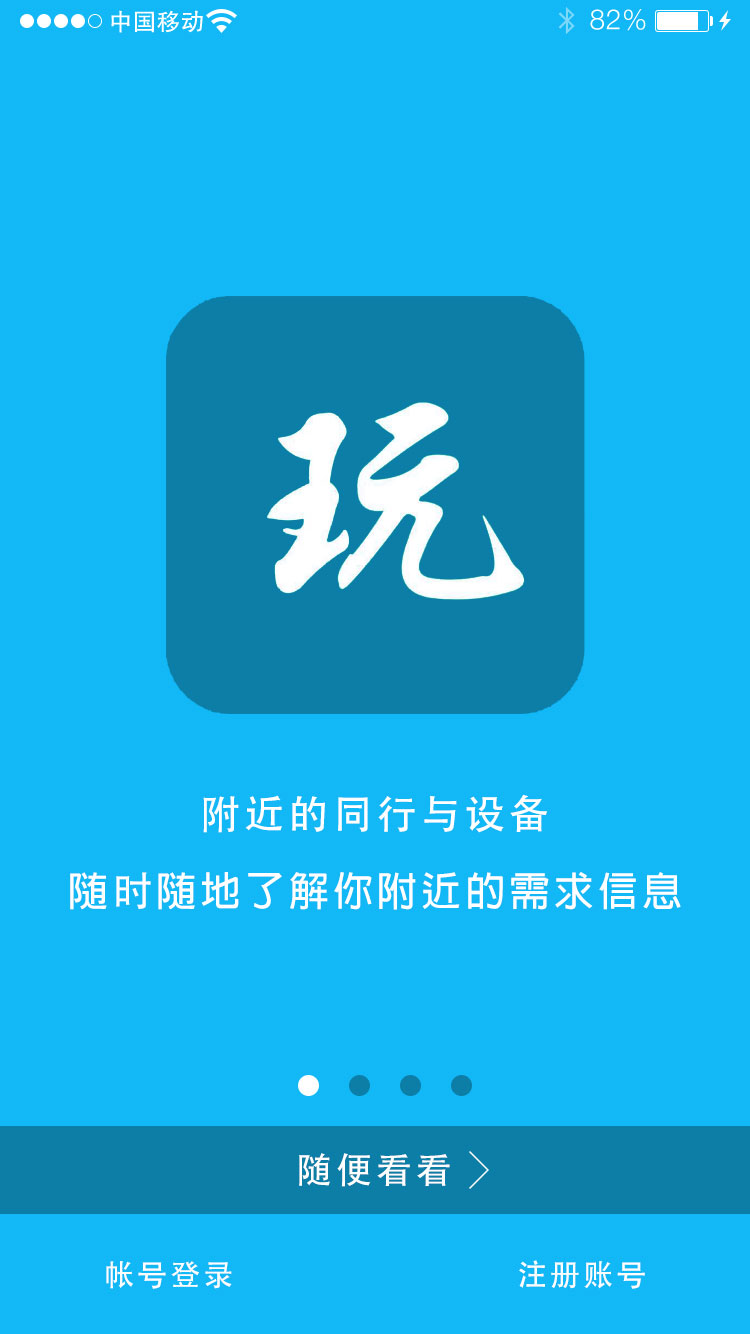 中国移动 82%
玩
附近的同行与设备
随时随地了解你附近的需求信息
随便看看
帐号登录 注册账号